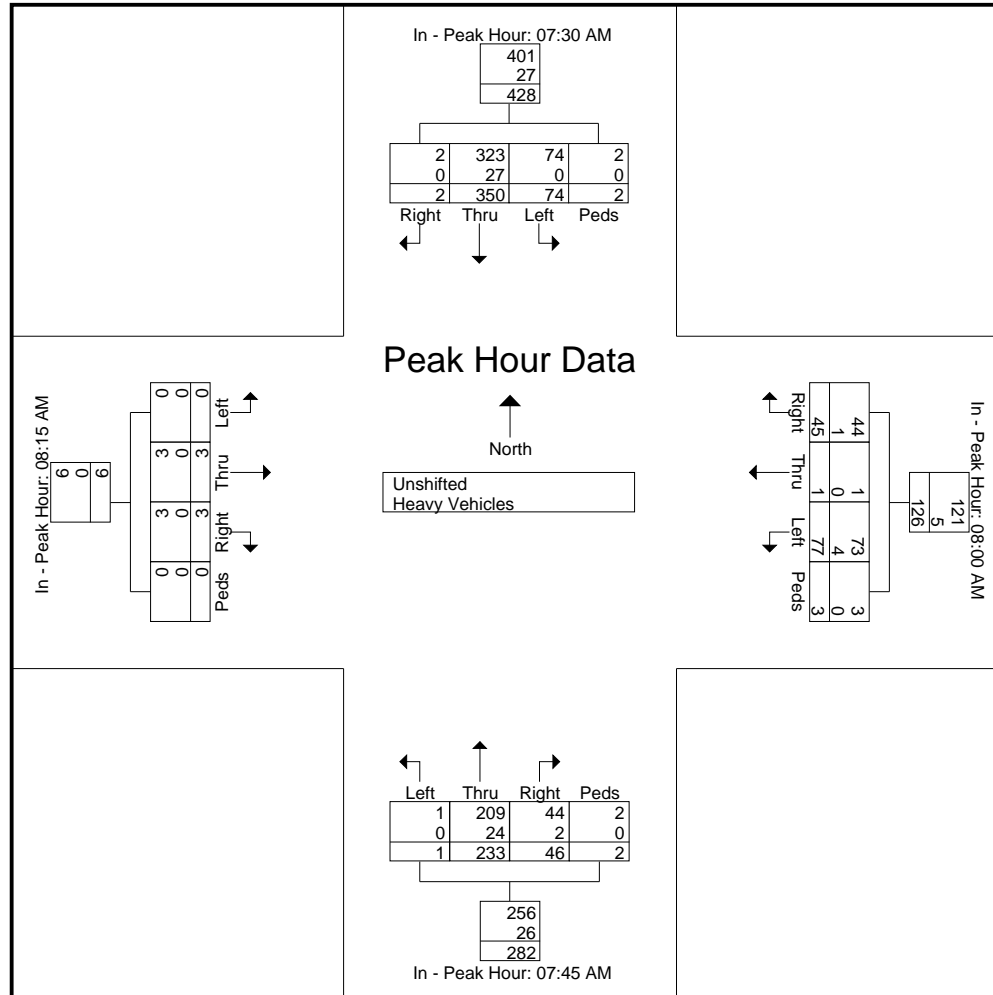 In - Peak Hour: 07:30 AM
401
27
428
2 323 74 2
0 27 0 0
2 350 74 2
Right Thru Left Peds
Peak Hour Data
North
Unshifted
Heavy Vehicles
In - Peak Hour: 08:15 AM
6
0
6
Left Thru Right Peds
0 3 3 0
0 0 0 0
0 3 3 0
In - Peak Hour: 08:00 AM
121
5
126
44 1 73 3
1 0 4 0
45 1 77 3
Right Thru Left Peds
Left Thru Right Peds
1 209 44 2
0 24 2 0
1 233 46 2
256
26
282
In - Peak Hour: 07:45 AM